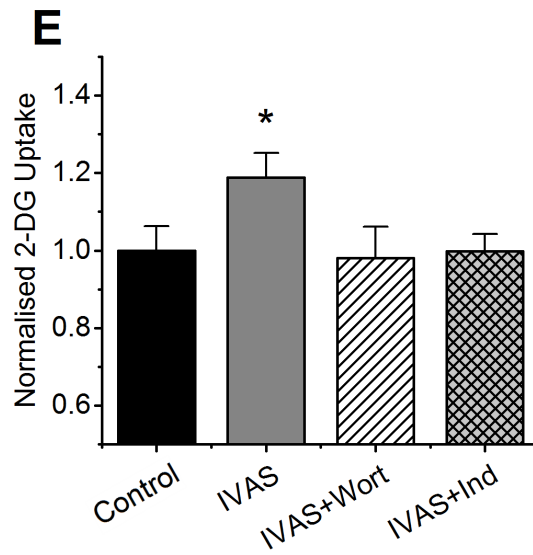 E
Normalised 2-DG Uptake
1.4
1.2
1.0
0.8
0.6
*
Control
IVAS
IVAS+Wort
IVAS+Ind